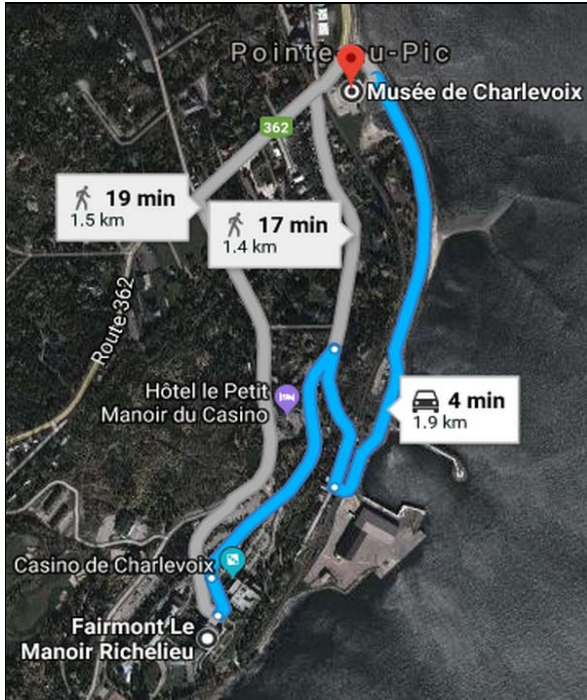 Pointe-au-Pic
Musée de Charlevoix
362
19 min
1.5 km
17 min
1.4 km
Route 362
Hôtel le Petit
Manoir du Casino
4 min
1.9 km
Casino de Charlevoix
Fairmont Le
Manoir Richelieu